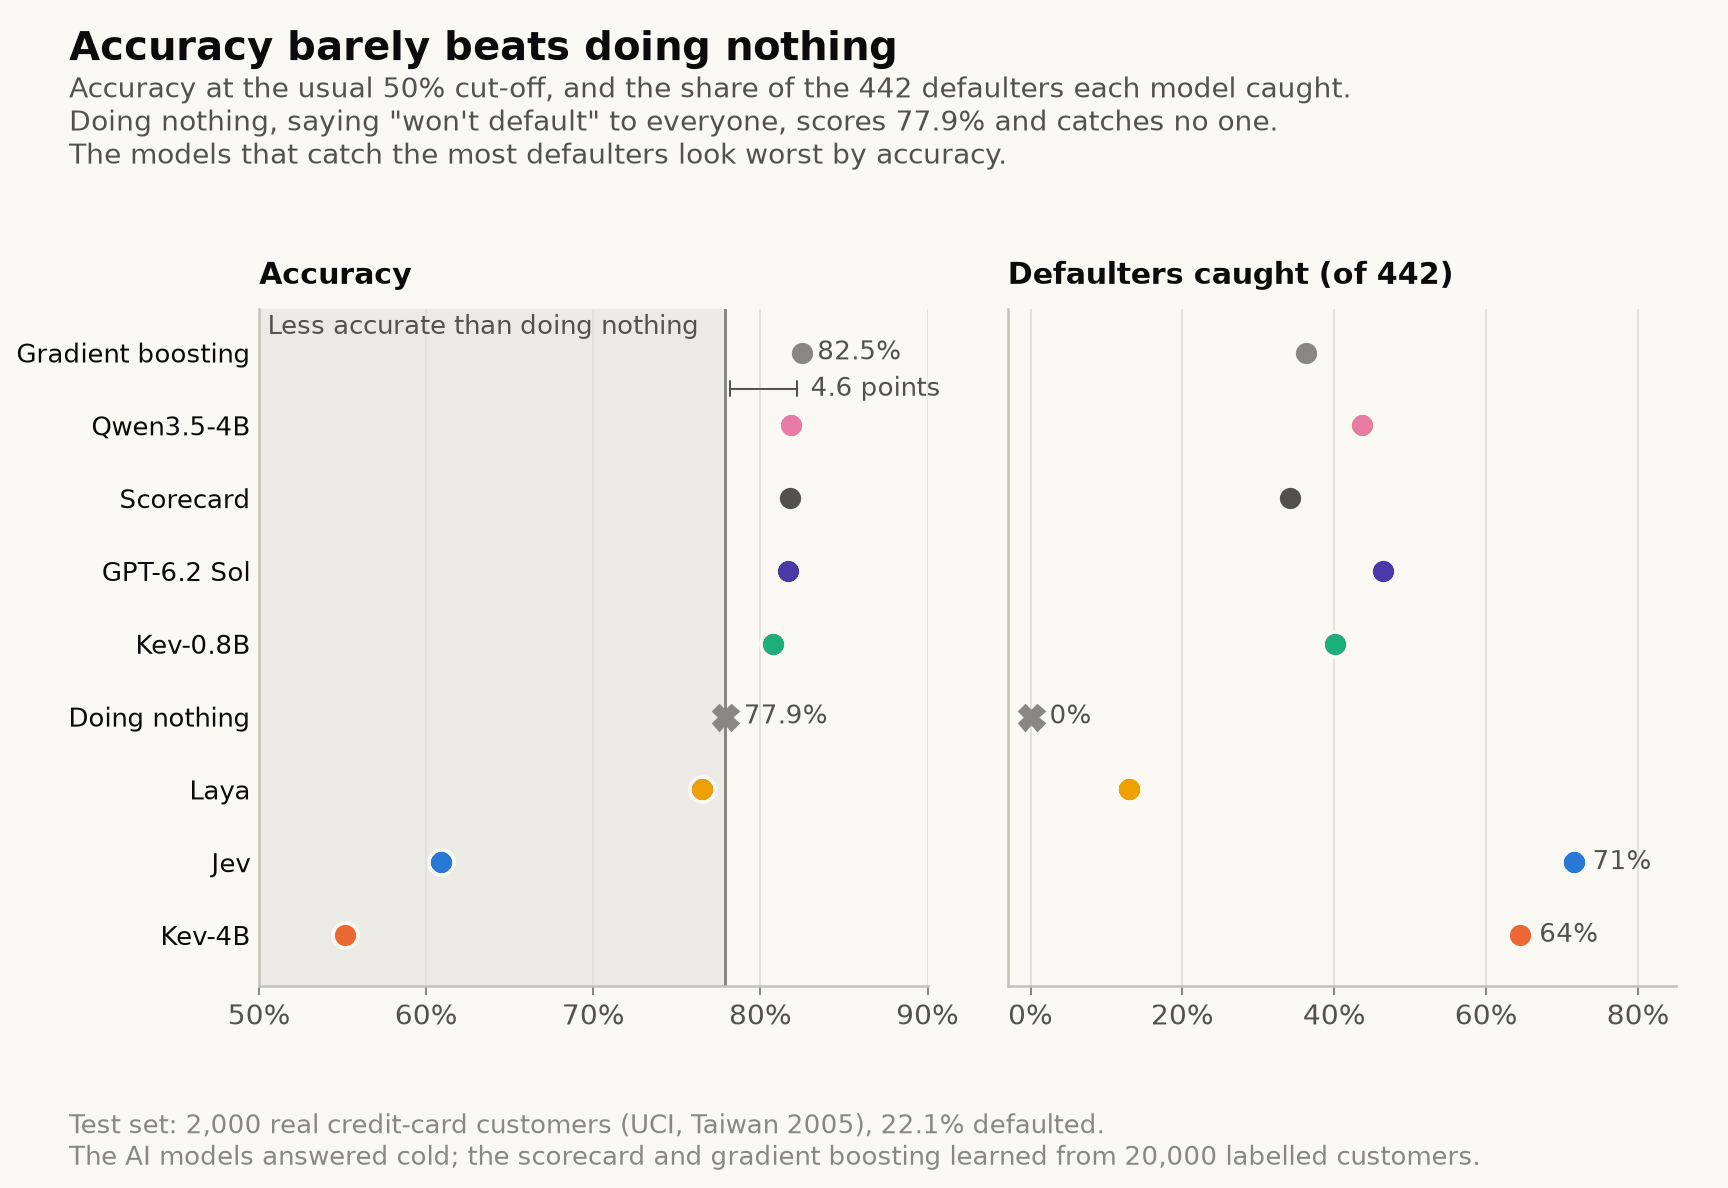 Accuracy barely beats doing nothing
Accuracy at the usual 50% cut-off, and the share of the 442 defaulters each model caught.
Doing nothing, saying "won't default" to everyone, scores 77.9% and catches no one.
The models that catch the most defaulters look worst by accuracy.
Accuracy
Defaulters caught (of 442)
Less accurate than doing nothing
Gradient boosting
82.5%
4.6 points
Qwen3.5-4B
Scorecard
GPT-6.2 Sol
Kev-0.8B
Doing nothing
77.9%
0%
Laya
Jev
71%
Kev-4B
64%
50% 60% 70% 80% 90%
0% 20% 40% 60% 80%
Test set: 2,000 real credit-card customers (UCI, Taiwan 2005), 22.1% defaulted.
The AI models answered cold; the scorecard and gradient boosting learned from 20,000 labelled customers.